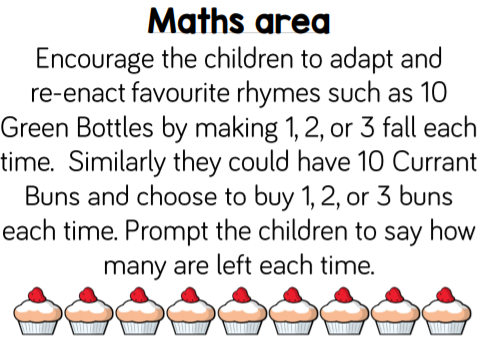 Maths area
Encourage the children to adapt and
re-enact favourite rhymes such as 10
Green Bottles by making 1, 2, or 3 fall each
time.  Similarly they could have 10 Currant
Buns and choose to buy 1, 2, or 3 buns
each time. Prompt the children to say how
many are left each time.